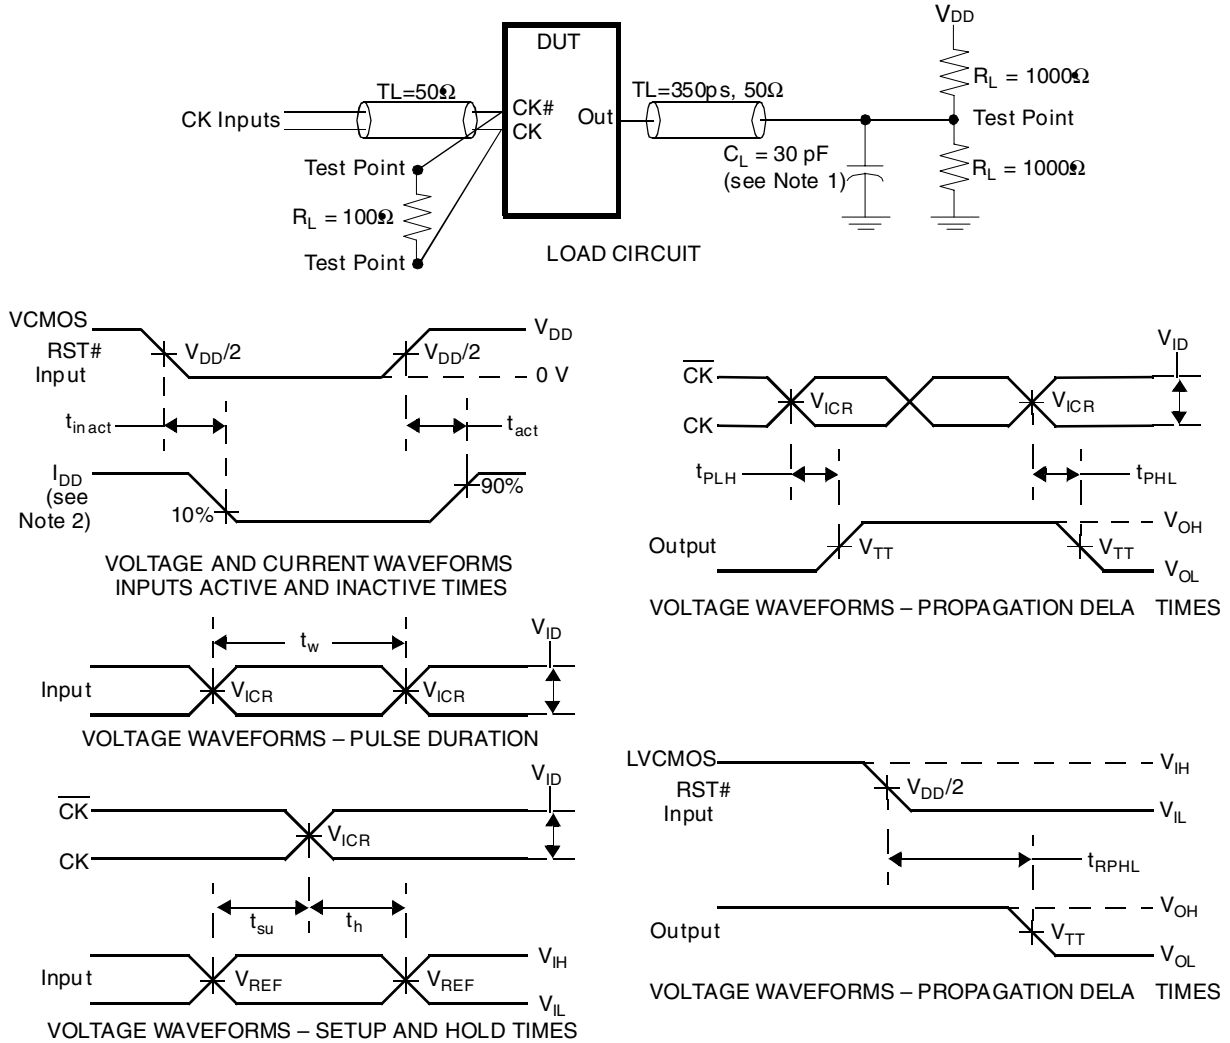 VDD
DUT
RL = 1000Ω
TL=50Ω
TL=350ps, 50Ω
CK#
CK Inputs
Out
Test Point
CK
CL = 30 pF
(see Note 1)
Test Point
RL = 1000Ω
RL = 100Ω
Test Point
LOAD CIRCUIT
VCMOS
RST#
Input
VDD/2
VDD/2
VDD
0 V
tinact
tact
IDD
(see
Note 2)
10%
90%
VOLTAGE AND CURRENT WAVEFORMS
INPUTS ACTIVE AND INACTIVE TIMES
VID
CK
VICR
VICR
CK
tPLH
tPHL
Output
VTT
VTT
VOH
VOL
VOLTAGE WAVEFORMS – PROPAGATION DELA TIMES
tw
VID
Input
VICR
VICR
VOLTAGE WAVEFORMS – PULSE DURATION
VID
CK
VICR
CK
tsu
th
Input
VREF
VREF
VIH
VIL
VOLTAGE WAVEFORMS – SETUP AND HOLD TIMES
LVCMOS
RST#
Input
VDD/2
VIH
VIL
tRPHL
Output
VTT
VOH
VOL
VOLTAGE WAVEFORMS – PROPAGATION DELA TIMES